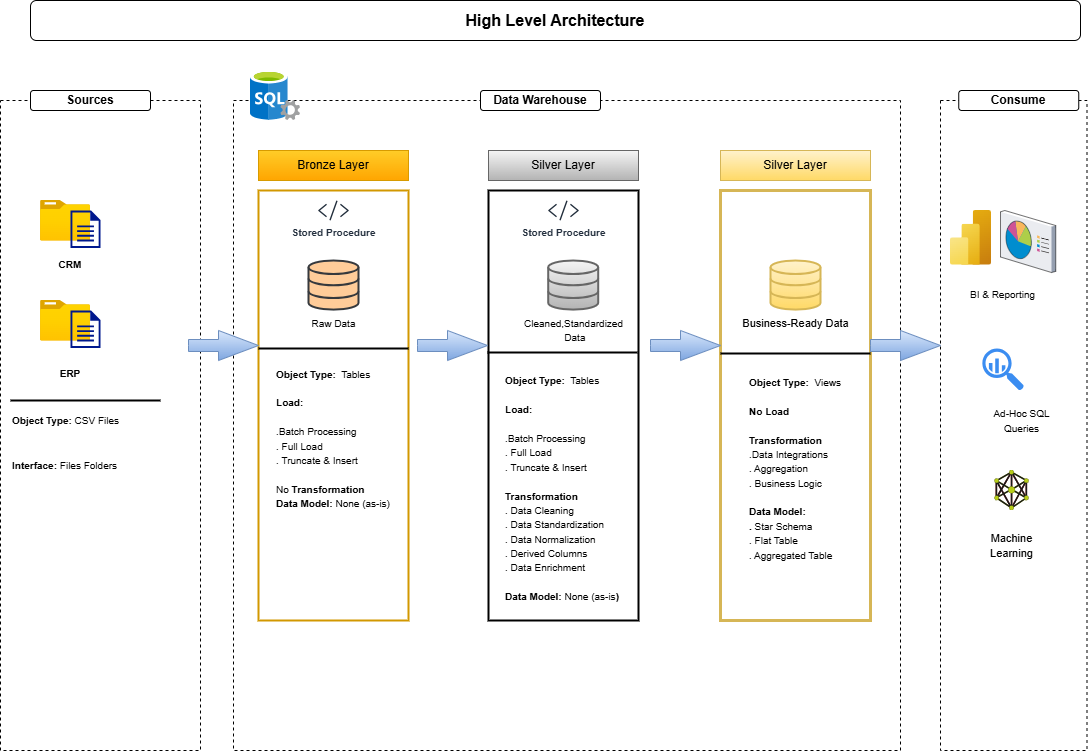 High Level Architecture
Sources
CRM
ERP
Object Type: CSV Files
Interface: Files Folders
SQL
Data Warehouse
Bronze Layer
</>
Stored Procedure
Raw Data
Object Type: Tables
Load:
.Batch Processing
. Full Load
. Truncate & Insert
No Transformation
Data Model: None (as-is)
Silver Layer
</>
Stored Procedure
Cleaned,Standardized
Data
Object Type: Tables
Load:
.Batch Processing
. Full Load
. Truncate & Insert
Transformation
. Data Cleaning
. Data Standardization
. Data Normalization
. Derived Columns
. Data Enrichment
Data Model: None (as-is)
Silver Layer
Business-Ready Data
Object Type: Views
No Load
Transformation
.Data Integrations
. Aggregation
. Business Logic
Data Model:
. Star Schema
. Flat Table
. Aggregated Table
Consume
BI & Reporting
Ad-Hoc SQL
Queries
Machine
Learning